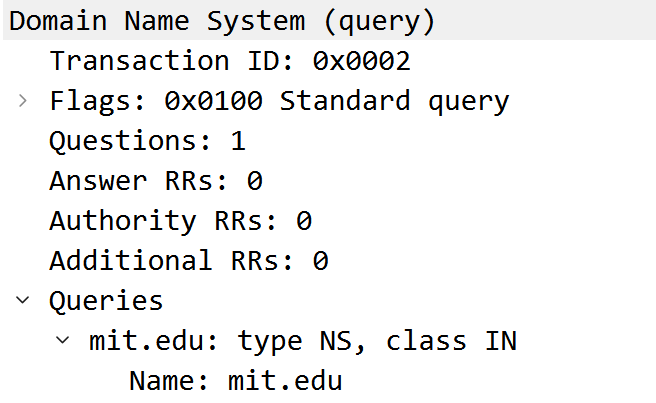 Domain Name System (query)
Transaction ID: 0x0002
Flags: 0x0100 Standard query
Questions: 1
Answer RRs: 0
Authority RRs: 0
Additional RRs: 0
Queries
mit.edu: type NS, class IN
Name: mit.edu